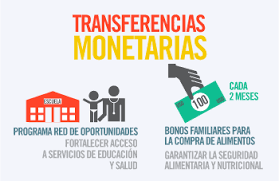 TRANSFERENCIAS
MONETARIAS
ESCUELA
CADA
2 MESES
100
PROGRAMA RED DE OPORTUNIDADES
FORTALECER ACCESO
A SERVICIOS DE EDUCACIÓN
Y SALUD
BONOS FAMILIARES PARA
LA COMPRA DE ALIMENTOS
GARANTIZAR LA SEGURIDAD
ALIMENTARIA Y NUTRICIONAL